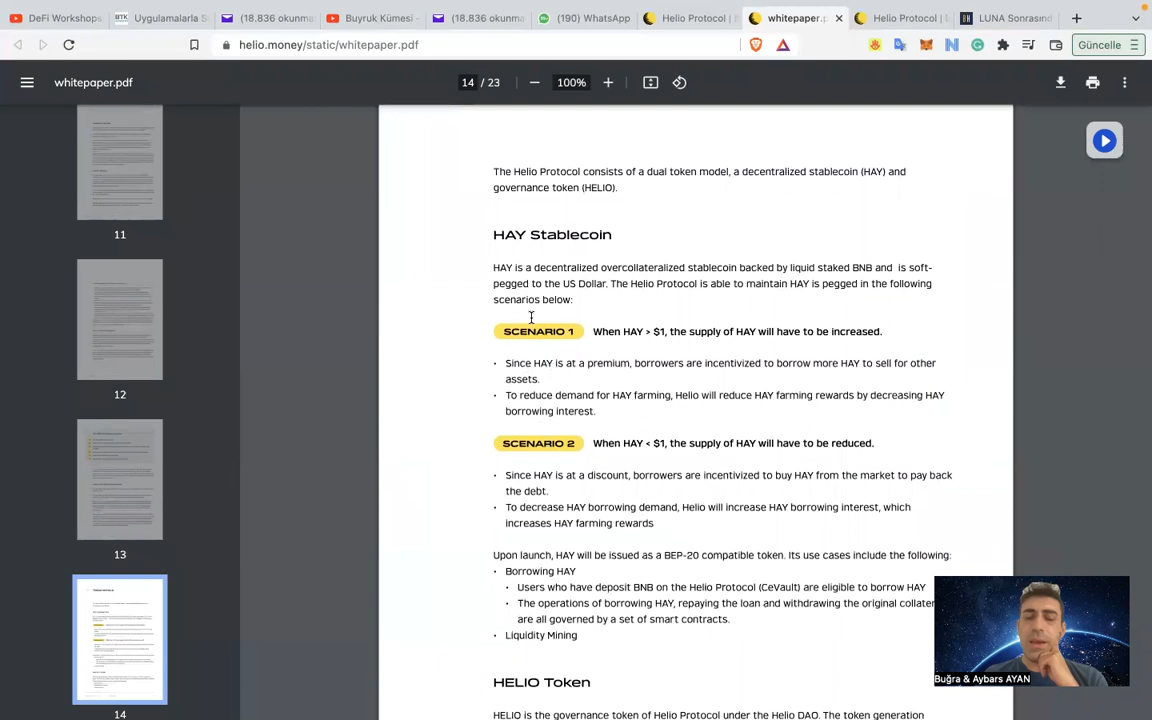 DeFi Workshops
Uygulamalarla S
(18.836 okunma
Buyruk Kümesi -
(18.836 okunma
(190) WhatsApp
Helio Protocol | B
whitepaper.p
Helio Protocol |
LUNA Sonrasınd
helio.money/static/whitepaper.pdf
Güncelle
whitepaper.pdf
14 / 23
100%
11
12
13
14
The Helio Protocol consists of a dual token model, a decentralized stablecoin (HAY) and
governance token (HELIO).
HAY Stablecoin
HAY is a decentralized overcollateralized stablecoin backed by liquid staked BNB and is soft-
pegged to the US Dollar. The Helio Protocol is able to maintain HAY is pegged in the following
scenarios below:
SCENARIO 1 When HAY > $1, the supply of HAY will have to be increased.
• Since HAY is at a premium, borrowers are incentivized to borrow more HAY to sell for other
assets.
• To reduce demand for HAY farming, Helio will reduce HAY farming rewards by decreasing HAY
borrowing interest.
SCENARIO 2 When HAY < $1, the supply of HAY will have to be reduced.
• Since HAY is at a discount, borrowers are incentivized to buy HAY from the market to pay back
the debt.
• To decrease HAY borrowing demand, Helio will increase HAY borrowing interest, which
increases HAY farming rewards
Upon launch, HAY will be issued as a BEP-20 compatible token. Its use cases include the following:
• Borrowing HAY
• Users who have deposit BNB on the Helio Protocol (CeVault) are eligible to borrow HAY
• The operations of borrowing HAY, repaying the loan and withdrawing the original collater
are all governed by a set of smart contracts.
• Liquidity Mining
HELIO Token
HELIO is the governance token of Helio Protocol under the Helio DAO. The token generation
Buğra & Aybars AYAN